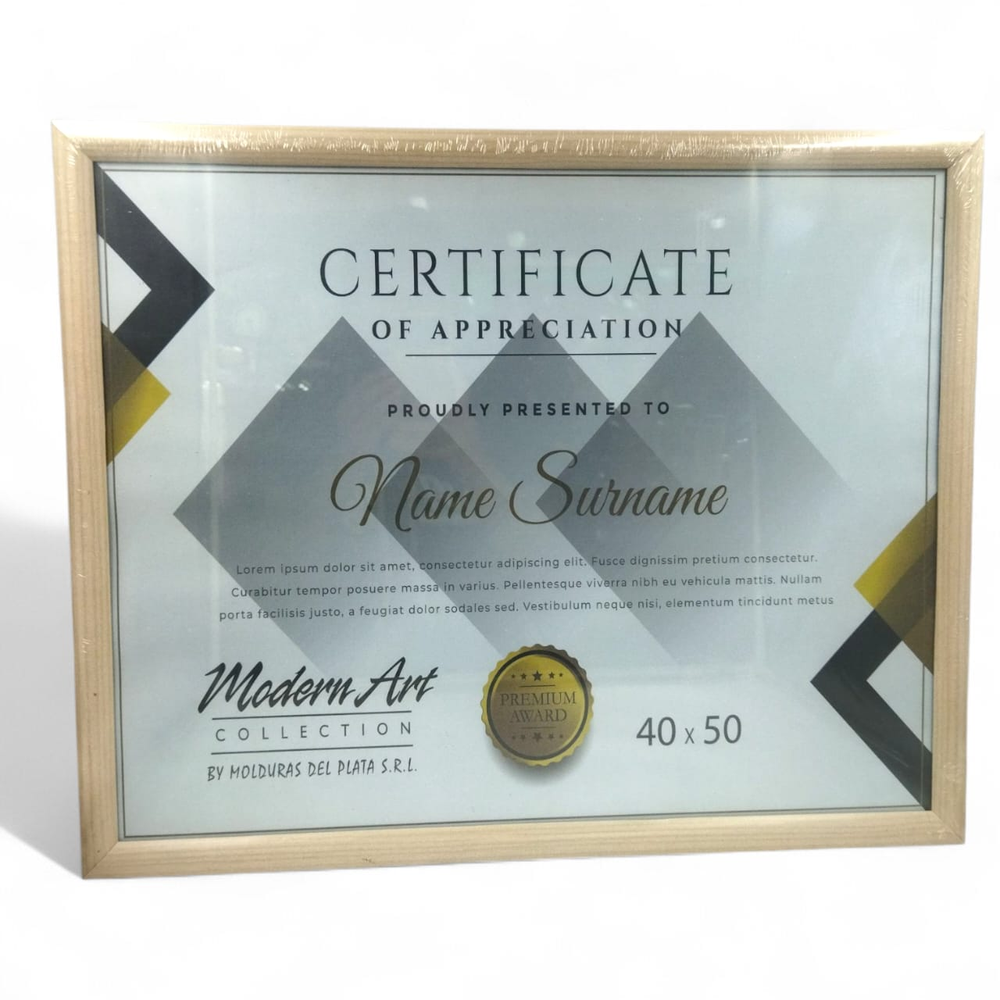 CERTIFICATE
OF APPRECIATION
PROUDLY PRESENTED TO
Name Surname
Lorem ipsum dolor sit amet, consectetur adipiscing elit. Fusce dignissim pretium consectetur.
Curabitur tempor posuere massa in varius. Pellentesque viverra nibh eu vehicula mattis. Nullam
porta facilisis justo, a feugiat dolor sodales sed. Vestibulum neque nisi, elementum tincidunt metus
Modern Art
COLLECTION
BY MOLDURAS DEL PLATA S.R.L.
PREMIUM
AWARD
40 x 50